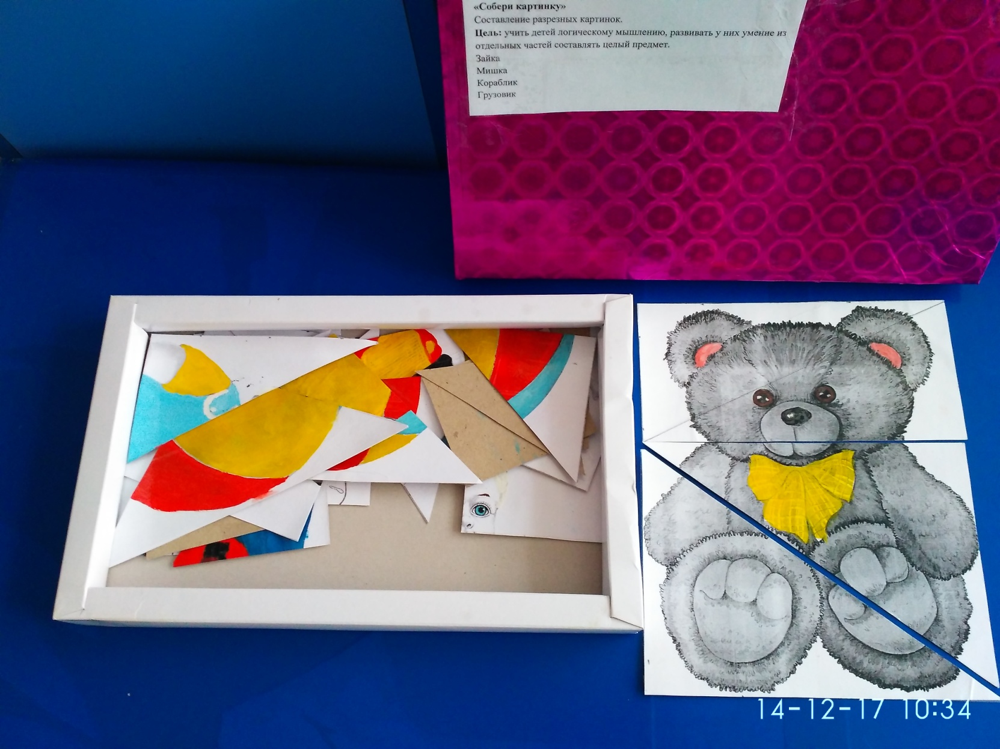 «Собери картинку»
Составление разрезных картинок.
Цель: учить детей логическому мышлению, развивать у них умение из
отдельных частей составлять целый предмет.
Зайка
Мишка
Кораблик
Грузовик
14-12-17 10:34